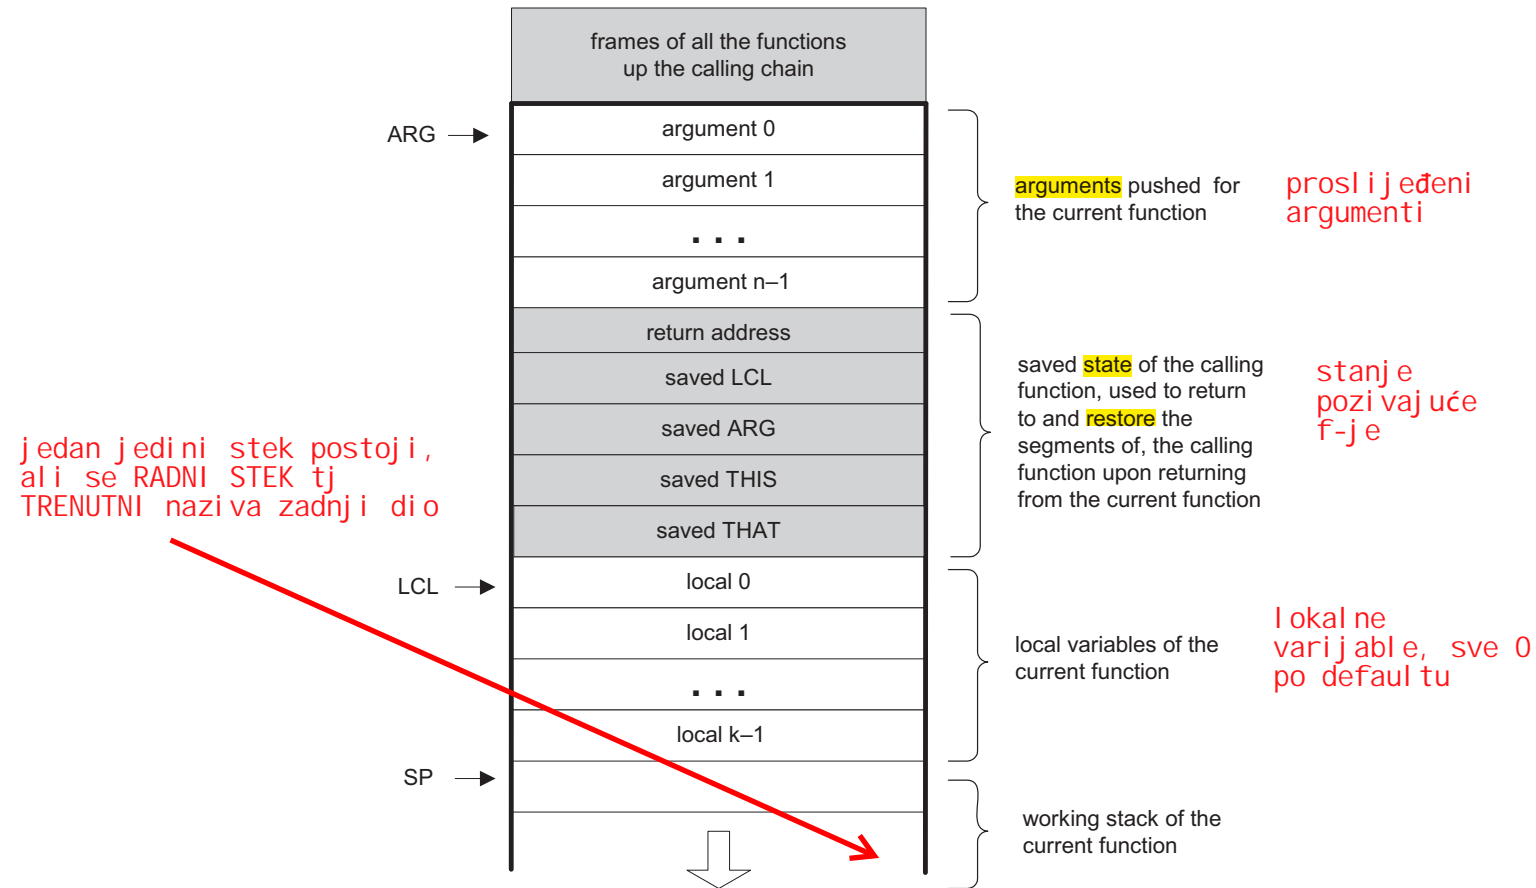 frames of all the functions
up the calling chain
ARG
argument 0
argument 1
. . .
argument n–1
arguments pushed for
the current function
proslijeđeni
argumenti
return address
saved LCL
saved ARG
saved THIS
saved THAT
saved state of the calling
function, used to return
to and restore the
segments of, the calling
function upon returning
from the current function
stanje
pozivajuće
f-je
jedan jedini stek postoji,
ali se RADNI STEK tj
TRENUTNI naziva zadnji dio
LCL
local 0
local 1
. . .
local k–1
local variables of the
current function
lokalne
varijable, sve 0
po defaultu
SP
working stack of the
current function